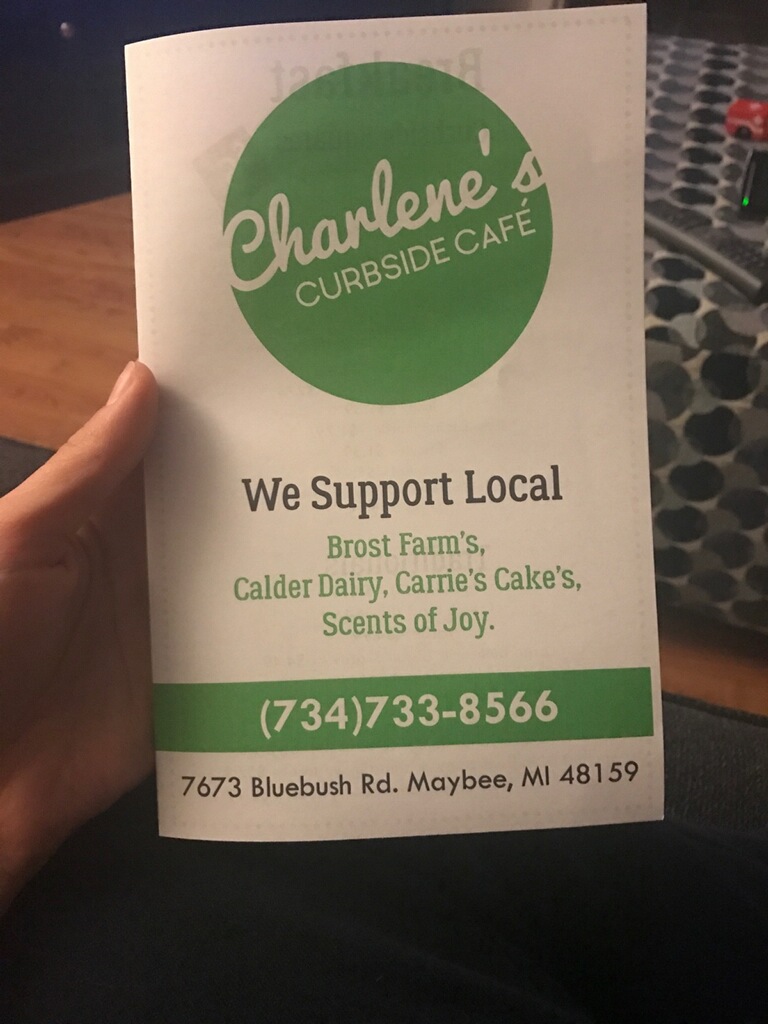 Charlene's
CURBSIDE CAFÉ
We Support Local
Brost Farm's,
Calder Dairy, Carrie's Cake's,
Scents of Joy.
(734)733-8566
7673 Bluebush Rd. Maybee, MI 48159